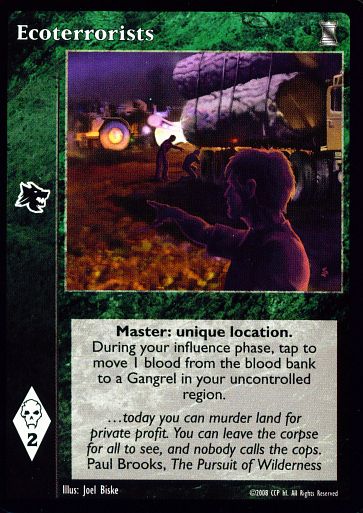 Ecoterrorists
Master: unique location.
During your influence phase, tap to
move 1 blood from the blood bank
to a Gangrel in your uncontrolled
region.
…today you can murder land for
private profit. You can leave the corpse
for all to see, and nobody calls the cops.
Paul Brooks, The Pursuit of Wilderness
2
Illus: Joel Biske
©2008 CCP hf. All Rights Reserved